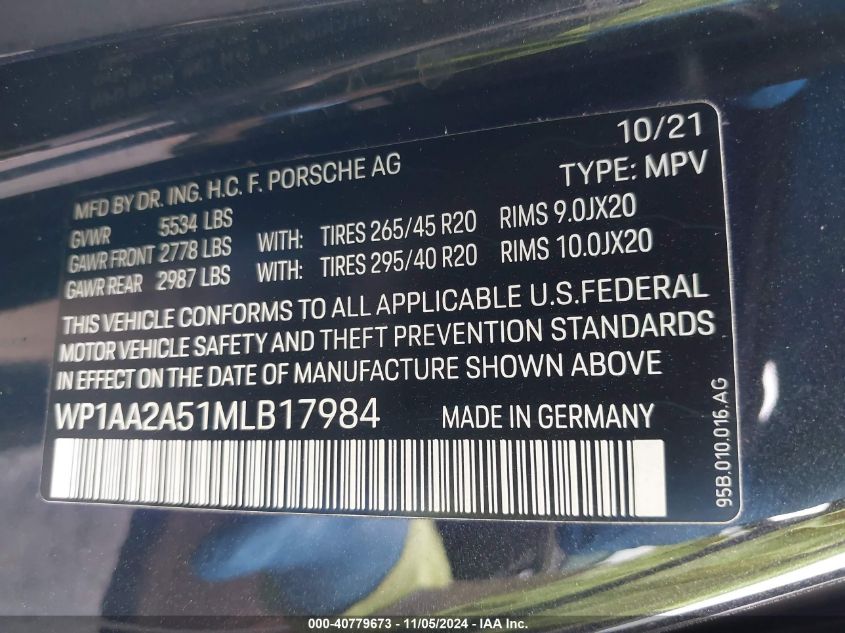 10/21
MFD BY DR. ING. H.C. F. PORSCHE AG TYPE: MPV
GVWR 5534 LBS
GAWR FRONT 2778 LBS WITH: TIRES 265/45 R20 RIMS 9.0JX20
GAWR REAR 2987 LBS WITH: TIRES 295/40 R20 RIMS 10.0JX20
THIS VEHICLE CONFORMS TO ALL APPLICABLE U.S.FEDERAL
MOTOR VEHICLE SAFETY AND THEFT PREVENTION STANDARDS
IN EFFECT ON THE DATE OF MANUFACTURE SHOWN ABOVE
WP1AA2A51MLB17984 MADE IN GERMANY
95B.010.016.AG
000-40779673 - 11/05/2024 - IAA Inc.